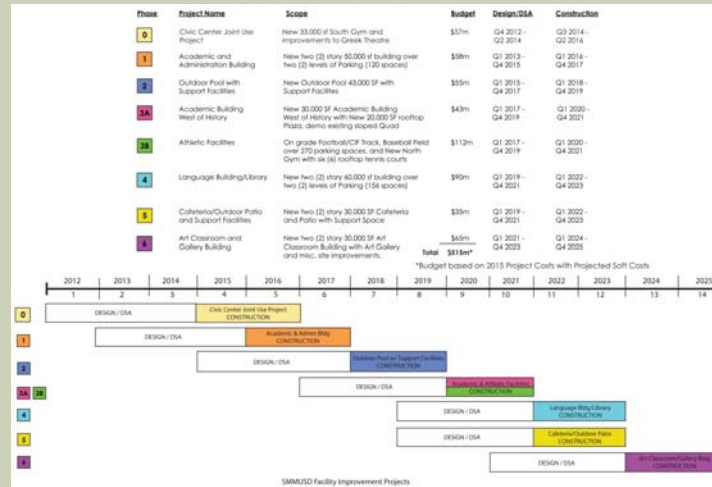 Phase Project Name Scope Budget Design/DSA Construction
0 Civic Center Joint Use New 33,000 sf South Gym and $57m Q4 2012 - Q3 2014 -
Project improvements to Greek Theatre Q2 2014 Q2 2016
1 Academic and New two (2) story 50,000 sf building over $58m Q1 2013 - Q1 2016 -
Administration Building two (2) levels of Parking (120 spaces) Q4 2015 Q4 2017
2 Outdoor Pool with New Outdoor Pool 43,000 SF with $55m Q1 2015 - Q1 2018 -
Support Facilities Support Facilities Q4 2017 Q4 2019
3A Academic Building New 30,000 SF Academic Building $43m Q1 2017 - Q1 2020 -
West of History West of History with New 20,000 SF rooftop Q4 2019 Q4 2021
Plaza, demo existing sloped Quad
3B Athletic Facilities On grade Football/CIF Track, Baseball Field $112m Q1 2017 - Q1 2020 -
over 270 parking spaces, and New North Q4 2019 Q4 2021
Gym with six (6) rooftop tennis courts
4 Language Building/Library New two (2) story 60,000 sf building over $90m Q1 2019 - Q1 2022 -
two (2) levels of Parking (156 spaces) Q4 2021 Q4 2023
5 Cafeteria/Outdoor Patio New two (2) story 30,000 SF Cafeteria $35m Q1 2019 - Q1 2022 -
and Support Facilities and Patio with Support Space Q4 2021 Q4 2023
6 Art Classroom and New two (2) story 30,000 SF Art $65m Q1 2021 - Q1 2024 -
Gallery Building Classroom Building with Art Gallery Q4 2023 Q4 2025
and misc. site improvements.
Total $515m*
*Budget based on 2015 Project Costs with Projected Soft Costs
2012 2013 2014 2015 2016 2017 2018 2019 2020 2021 2022 2023 2024 2025
1 2 3 4 5 6 7 8 9 10 11 12 13 14
0 DESIGN / DSA Civic Center Joint Use Project
CONSTRUCTION
1 DESIGN / DSA Academic & Admin Bldg
CONSTRUCTION
2 DESIGN / DSA Outdoor Pool w/ Support Facilities
CONSTRUCTION
3A 3B DESIGN / DSA Academic & Athletic Facilities
CONSTRUCTION
4 DESIGN / DSA Language Bldg/Library
CONSTRUCTION
5 DESIGN / DSA Cafeteria/Outdoor Patio
CONSTRUCTION
6 DESIGN / DSA Art Classroom/Gallery Bldg
CONSTRUCTION
SMMUSD Facility Improvement Projects